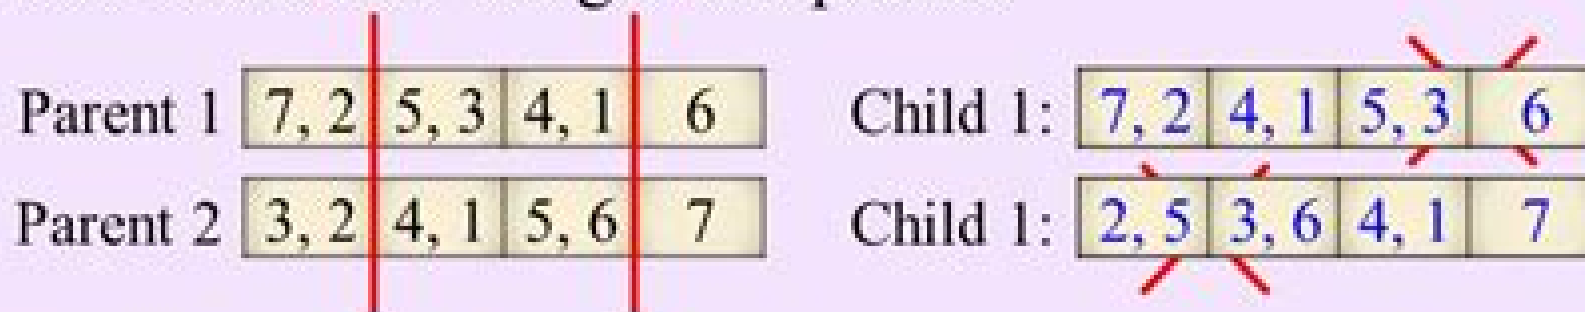 Parent 1 7, 2 5, 3 4, 1 6 Child 1: 7, 2 4, 1 5, 3 6
Parent 2 3, 2 4, 1 5, 6 7 Child 1: 2, 5 3, 6 4, 1 7